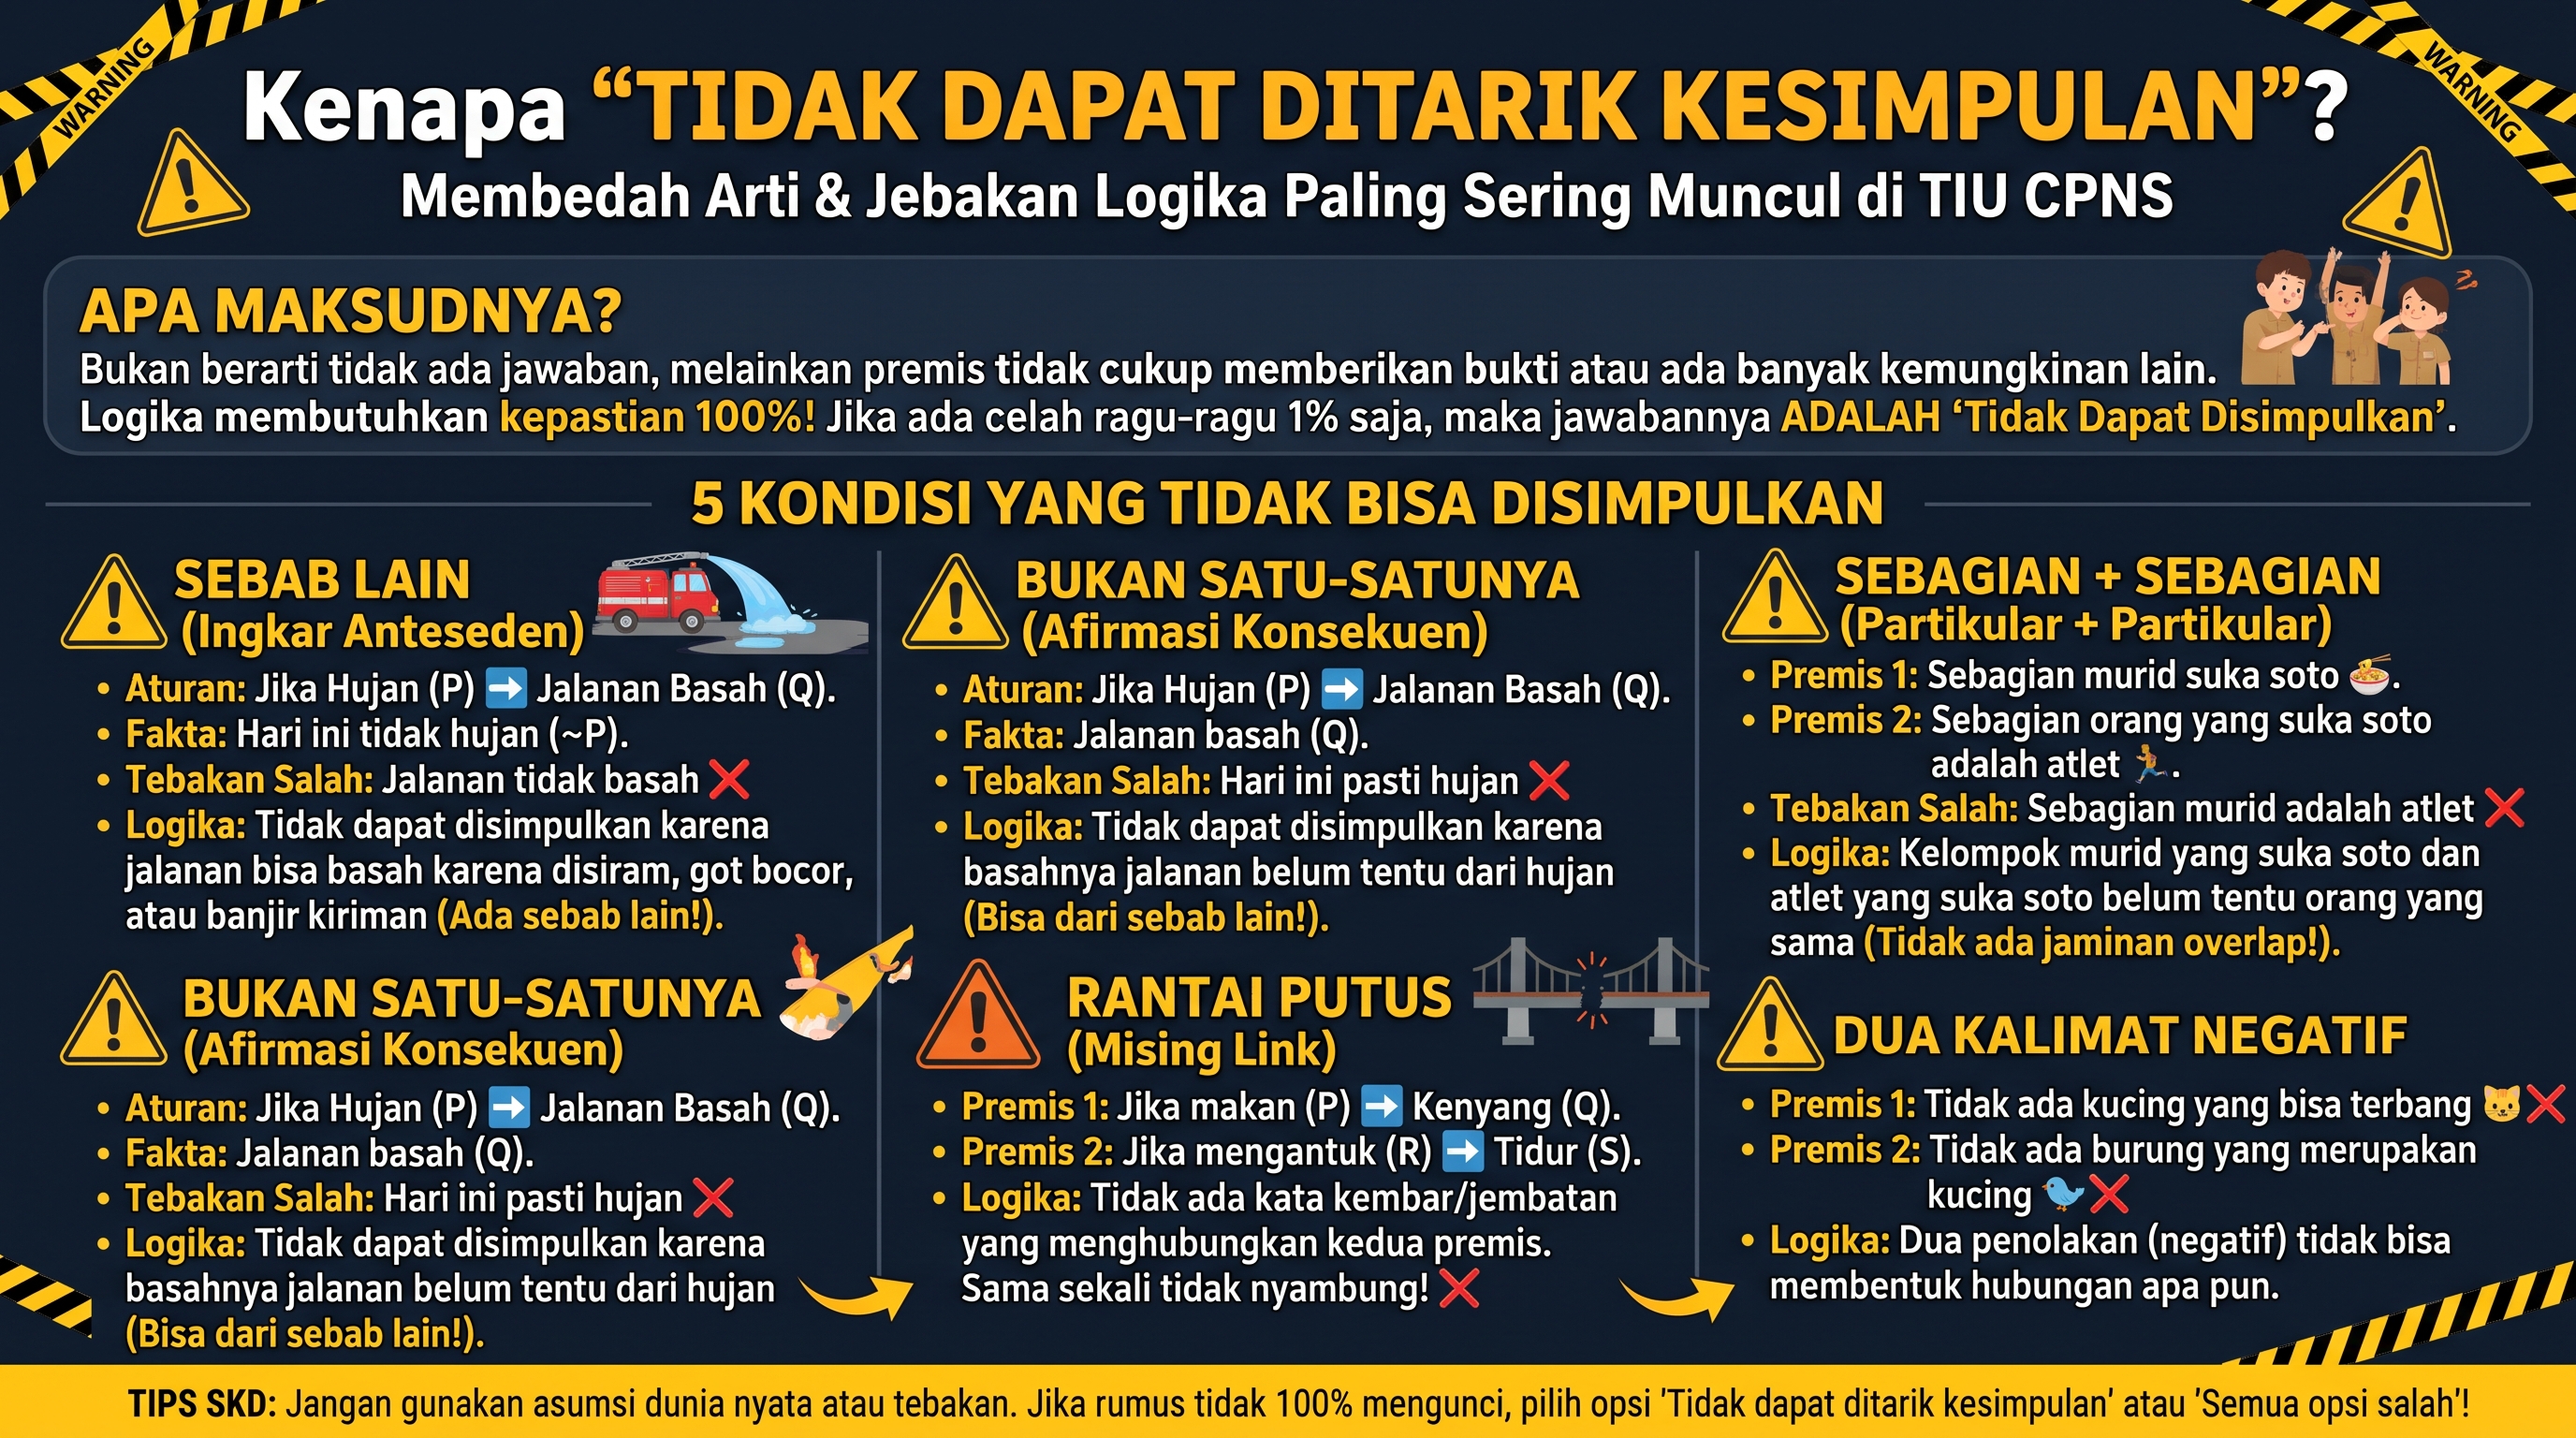 WARNING
WARNING
Kenapa “TIDAK DAPAT DITARIK KESIMPULAN”?
Membedah Arti & Jebakan Logika Paling Sering Muncul di TIU CPNS
APA MAKSUDNYA?
Bukan berarti tidak ada jawaban, melainkan premis tidak cukup memberikan bukti atau ada banyak kemungkinan lain.
Logika membutuhkan kepastian 100%! Jika ada celah ragu-ragu 1% saja, maka jawabannya ADALAH ‘Tidak Dapat Disimpulkan’.
5 KONDISI YANG TIDAK BISA DISIMPULKAN
SEBAB LAIN
(Ingkar Anteseden)
• Aturan: Jika Hujan (P) ➡ Jalanan Basah (Q).
• Fakta: Hari ini tidak hujan (~P).
• Tebakan Salah: Jalanan tidak basah ❌
• Logika: Tidak dapat disimpulkan karena
jalanan bisa basah karena disiram, got bocor,
atau banjir kiriman (Ada sebab lain!).
BUKAN SATU-SATUNYA
(Afirmasi Konsekuen)
• Aturan: Jika Hujan (P) ➡ Jalanan Basah (Q).
• Fakta: Jalanan basah (Q).
• Tebakan Salah: Hari ini pasti hujan ❌
• Logika: Tidak dapat disimpulkan karena
basahnya jalanan belum tentu dari hujan
(Bisa dari sebab lain!).
SEBAGIAN + SEBAGIAN
(Partikular + Partikular)
• Premis 1: Sebagian murid suka soto 🍜.
• Premis 2: Sebagian orang yang suka soto
adalah atlet 🏃.
• Tebakan Salah: Sebagian murid adalah atlet ❌
• Logika: Kelompok murid yang suka soto dan
atlet yang suka soto belum tentu orang yang
sama (Tidak ada jaminan overlap!).
BUKAN SATU-SATUNYA
(Afirmasi Konsekuen)
• Aturan: Jika Hujan (P) ➡ Jalanan Basah (Q).
• Fakta: Jalanan basah (Q).
• Tebakan Salah: Hari ini pasti hujan ❌
• Logika: Tidak dapat disimpulkan karena
basahnya jalanan belum tentu dari hujan
(Bisa dari sebab lain!).
RANTAI PUTUS
(Mising Link)
• Premis 1: Jika makan (P) ➡ Kenyang (Q).
• Premis 2: Jika mengantuk (R) ➡ Tidur (S).
• Logika: Tidak ada kata kembar/jembatan
yang menghubungkan kedua premis.
Sama sekali tidak nyambung! ❌
DUA KALIMAT NEGATIF
• Premis 1: Tidak ada kucing yang bisa terbang 🐱❌
• Premis 2: Tidak ada burung yang merupakan
kucing 🐦❌
• Logika: Dua penolakan (negatif) tidak bisa
membentuk hubungan apa pun.
TIPS SKD: Jangan gunakan asumsi dunia nyata atau tebakan. Jika rumus tidak 100% mengunci, pilih opsi 'Tidak dapat ditarik kesimpulan' atau 'Semua opsi salah'!